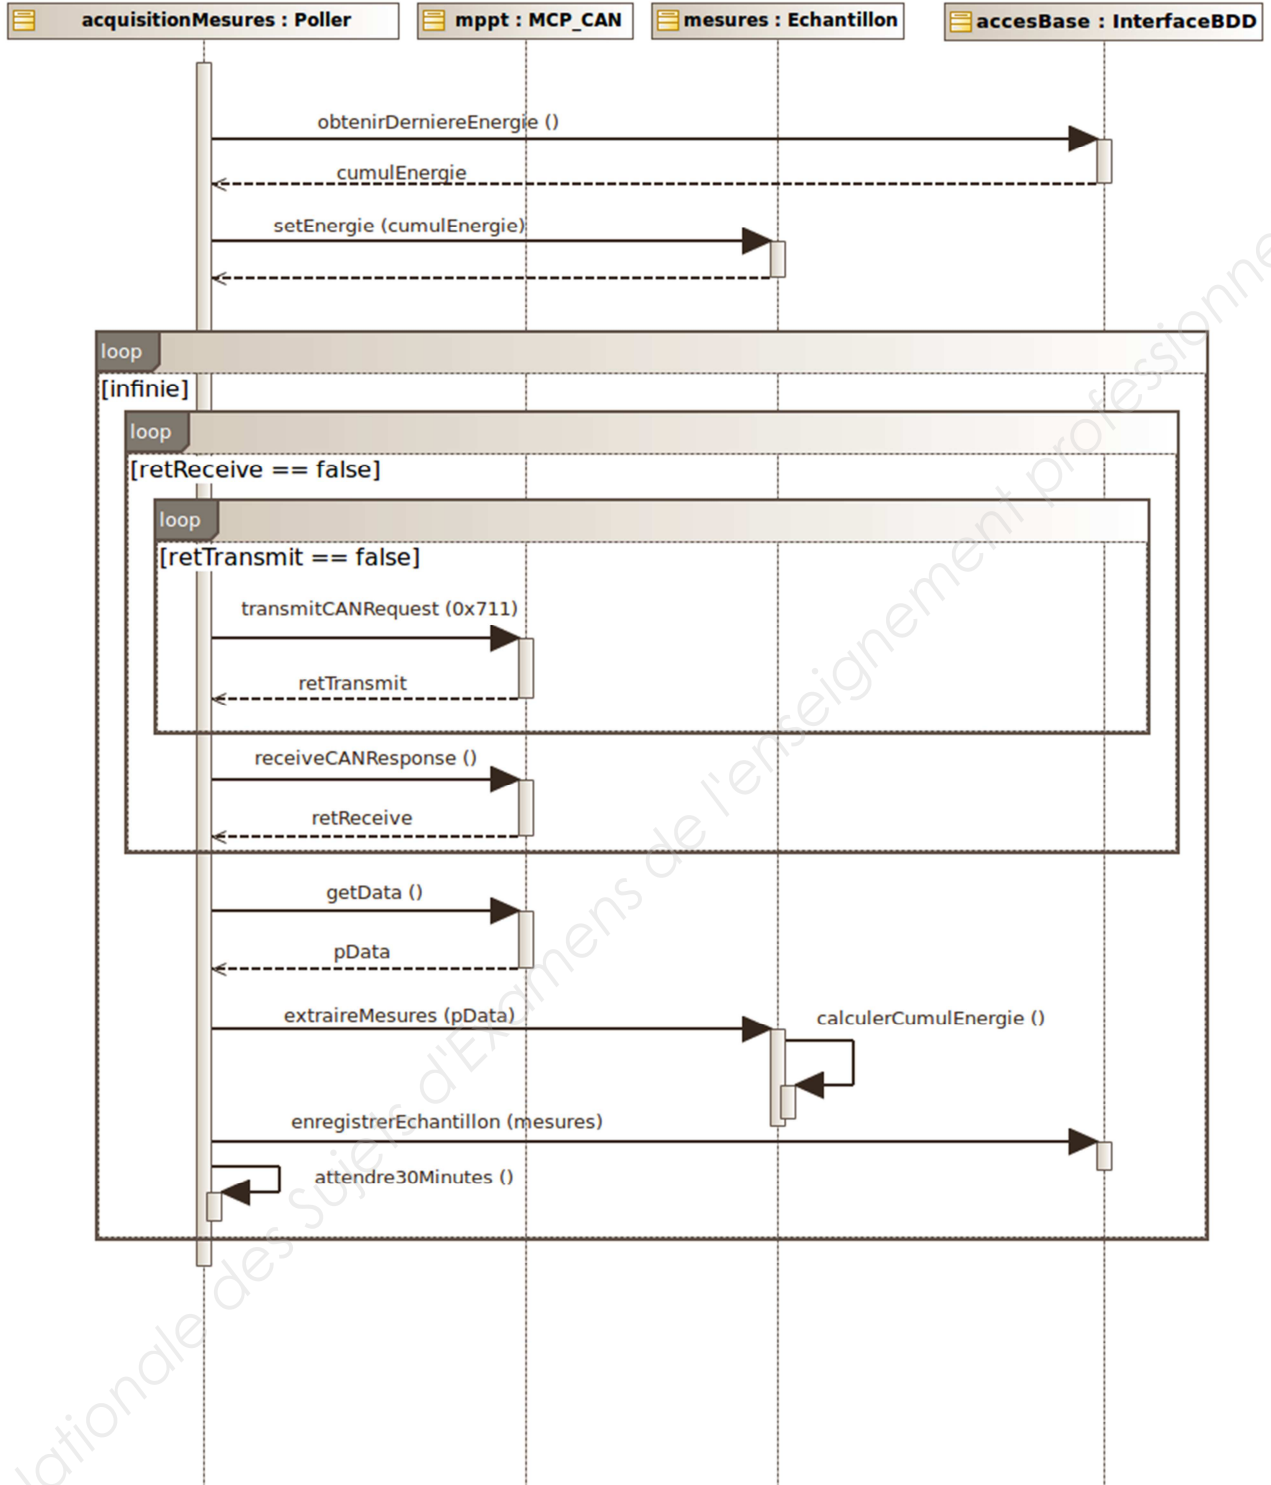 acquisitionMesures : Poller
mppt : MCP_CAN
mesures : Echantillon
accesBase : InterfaceBDD
obtenirDerniereEnergie ()
cumulEnergie
setEnergie (cumulEnergie)
loop
[infinie]
loop
[retReceive == false]
loop
[retTransmit == false]
transmitCANRequest (0x711)
retTransmit
receiveCANResponse ()
retReceive
getData ()
pData
extraireMesures (pData)
calculerCumulEnergie ()
enregistrerEchantillon (mesures)
attendre30Minutes ()
lationale des Sujets d'Examens de l'enseignement professionne